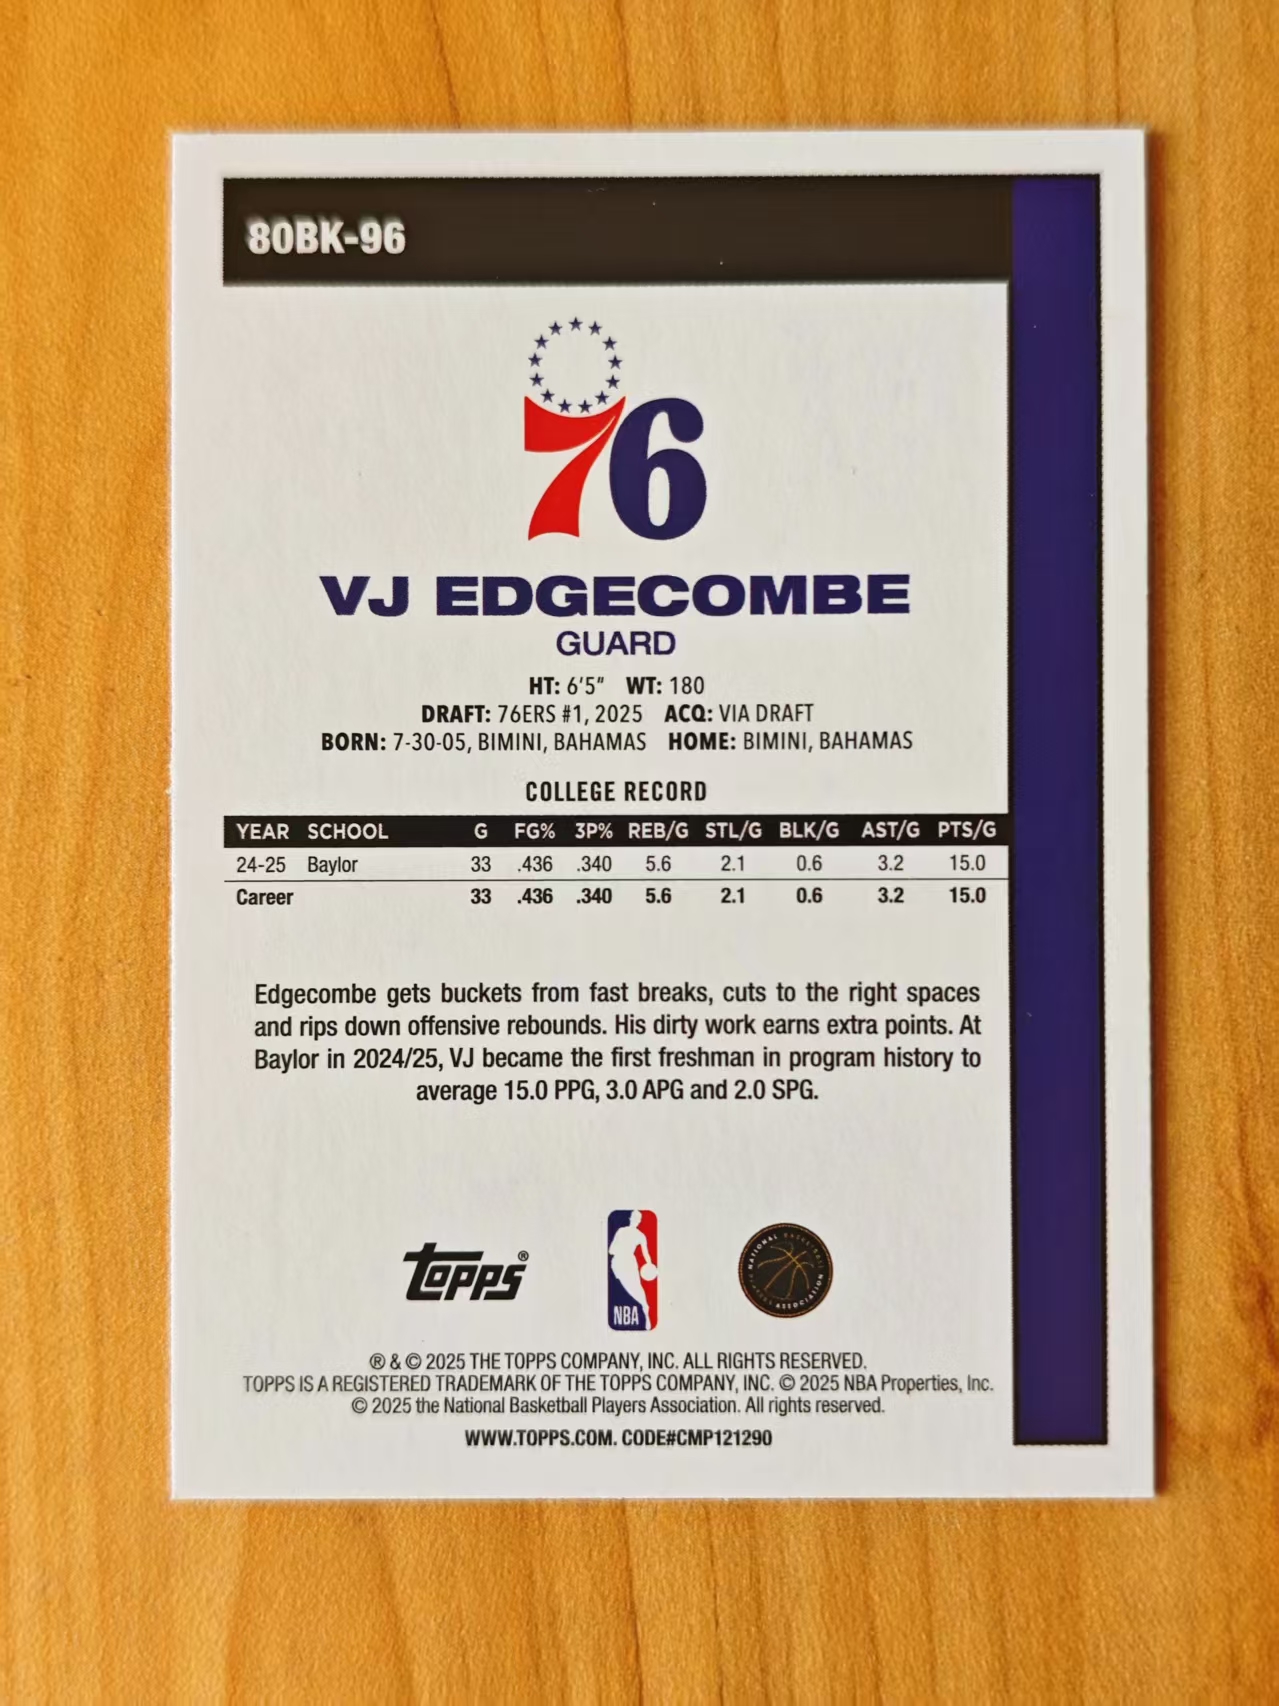 80BK-96
76
VJ EDGECOMBE
GUARD
HT: 6'5" WT: 180
DRAFT: 76ERS #1, 2025 ACQ: VIA DRAFT
BORN: 7-30-05, BIMINI, BAHAMAS HOME: BIMINI, BAHAMAS
COLLEGE RECORD
YEAR SCHOOL G FG% 3P% REB/G STL/G BLK/G AST/G PTS/G
24-25 Baylor 33 .436 .340 5.6 2.1 0.6 3.2 15.0
Career 33 .436 .340 5.6 2.1 0.6 3.2 15.0
Edgecombe gets buckets from fast breaks, cuts to the right spaces
and rips down offensive rebounds. His dirty work earns extra points. At
Baylor in 2024/25, VJ became the first freshman in program history to
average 15.0 PPG, 3.0 APG and 2.0 SPG.
topps®
NBA
NATIONAL BASKETBALL PLAYERS ASSOCIATION
® & © 2025 THE TOPPS COMPANY, INC. ALL RIGHTS RESERVED.
TOPPS IS A REGISTERED TRADEMARK OF THE TOPPS COMPANY, INC. © 2025 NBA Properties, Inc.
© 2025 the National Basketball Players Association. All rights reserved.
WWW.TOPPS.COM. CODE#CMP121290